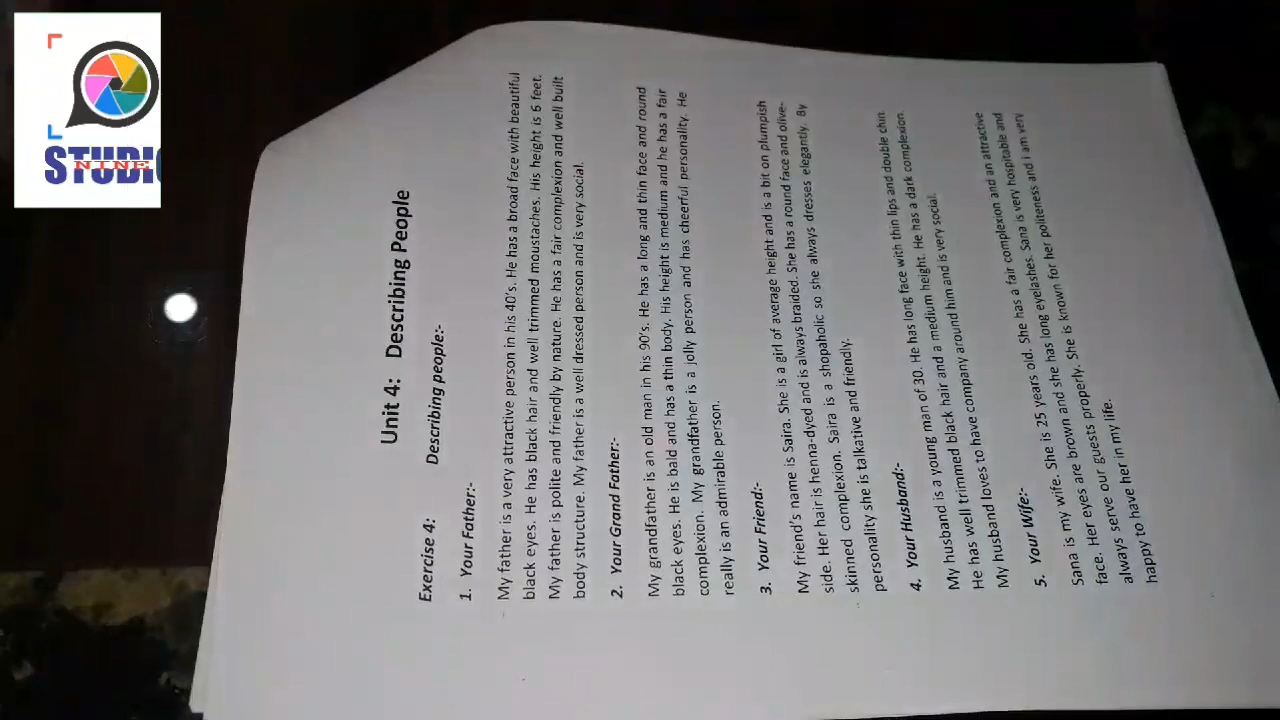 STUDIO
NINE
Unit 4: Describing People
Exercise 4: Describing people:-
1. Your Father:-
My father is a very attractive person in his 40's. He has a broad face with beautiful
black eyes. He has black hair and well trimmed moustaches. His height is 6 feet.
My father is polite and friendly by nature. He has a fair complexion and well built
body structure. My father is a well dressed person and is very social.
2. Your Grand Father:-
My grandfather is an old man in his 90's. He has a long and thin face and round
black eyes. He is bald and has a thin body. His height is medium and he has a fair
complexion. My grandfather is a jolly person and has cheerful personality. He
really is an admirable person.
3. Your Friend:-
My friend's name is Saira. She is a girl of average height and is a bit on plumpish
side. Her hair is henna-dyed and is always braided. She has a round face and olive-
skinned complexion. Saira is a shopaholic so she always dresses elegantly. By
personality she is talkative and friendly.
4. Your Husband:-
My husband is a young man of 30. He has long face with thin lips and double chin.
He has well trimmed black hair and a medium height. He has a dark complexion.
My husband loves to have company around him and is very social.
5. Your Wife:-
Sana is my wife. She is 25 years old. She has a fair complexion and an attractive
face. Her eyes are brown and she has long eyelashes. Sana is very hospitable and
always serve our guests properly. She is known for her politeness and i am very
happy to have her in my life.